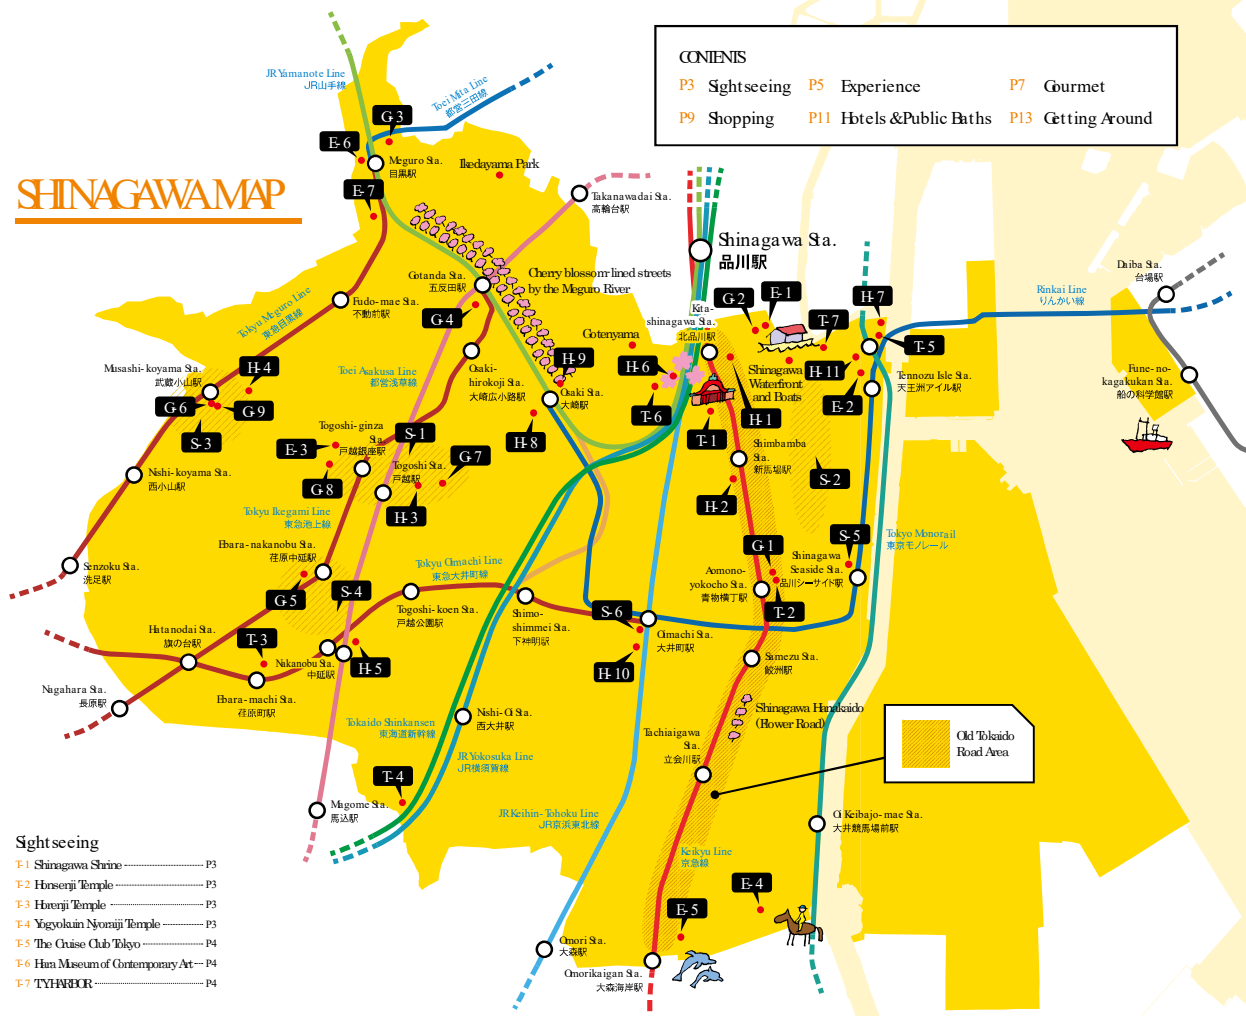 SHINAGAWA MAP
CONTENTS
P3 Sightseeing P5 Experience P7 Gourmet
P9 Shopping P11 Hotels & Public Baths P13 Getting Around
JR Yamanote Line
JR山手線
Toei Mita Line
都営三田線
G-3
E-6
Meguro Sta.
目黒駅
E-7
Ikedayama Park
Takanawadai Sta.
高輪台駅
Shinagawa Sta.
品川駅
Gotanda Sta.
五反田駅
Cherry blossom-lined streets
by the Meguro River
Daiba Sta.
台場駅
Rinkai Line
りんかい線
Tokyu Meguro Line
東急目黒線
Fudo-mae Sta.
不動前駅
G-4
G-2
E-1
H-7
Kita-
shinagawa Sta.
北品川駅
T-7
T-5
Gotenyama
H-6
H-9
Musashi-koyama Sta.
武蔵小山駅
H-4
G-6
G-9
S-3
Toei Asakusa Line
都営浅草線
Osaki-
hirokoji Sta.
大崎広小路駅
Osaki Sta.
大崎駅
H-8
T-6
T-1
H-1
Shinagawa
Waterfront
and Boats
H-11
E-2
Tennozu Isle Sta.
天王洲アイル駅
Fune-no-
kagakukan Sta.
船の科学館駅
Togoshi-ginza
Sta.
戸越銀座駅
S-1
E-3
G-8
Togoshi Sta.
戸越駅
G-7
H-3
Shimbamba
Sta.
新馬場駅
H-2
S-2
Nishi-koyama Sta.
西小山駅
Tokyu Ikegami Line
東急池上線
Ebara-nakanobu Sta.
荏原中延駅
Senzoku Sta.
洗足駅
G-1
S-5
Tokyo Monorail
東京モノレール
Shinagawa
Seaside Sta.
品川シーサイド駅
Aomono-
yokocho Sta.
青物横丁駅
T-2
Tokyu Oimachi Line
東急大井町線
G-5
S-4
Togoshi-koen Sta.
戸越公園駅
Shimo-
shimmei Sta.
下神明駅
S-6
Oimachi Sta.
大井町駅
H-10
Samezu Sta.
鮫洲駅
Hatanodai Sta.
旗の台駅
T-3
Nakanobu Sta.
中延駅
H-5
Nagahara Sta.
長原駅
Ebara-machi Sta.
荏原町駅
Tokaido Shinkansen
東海道新幹線
Nishi-Oi Sta.
西大井駅
JR Yokosuka Line
JR横須賀線
Shinagawa Hanakaido
(Flower Road)
Tachiaigawa
Sta.
立会川駅
Old Tokaido
Road Area
T-4
Magome Sta.
馬込駅
JR Keihin-Tohoku Line
JR京浜東北線
Oi Keibajo-mae Sta.
大井競馬場前駅
Keikyu Line
京急線
E-4
E-5
Omori Sta.
大森駅
Omorikaigan Sta.
大森海岸駅
Sightseeing
T-1 Shinagawa Shrine P3
T-2 Honsenji Temple P3
T-3 Horenji Temple P3
T-4 Yogyokuin Nyoraiji Temple P3
T-5 The Cruise Club Tokyo P4
T-6 Hara Museum of Contemporary Art P4
T-7 T.Y.HARBOR P4